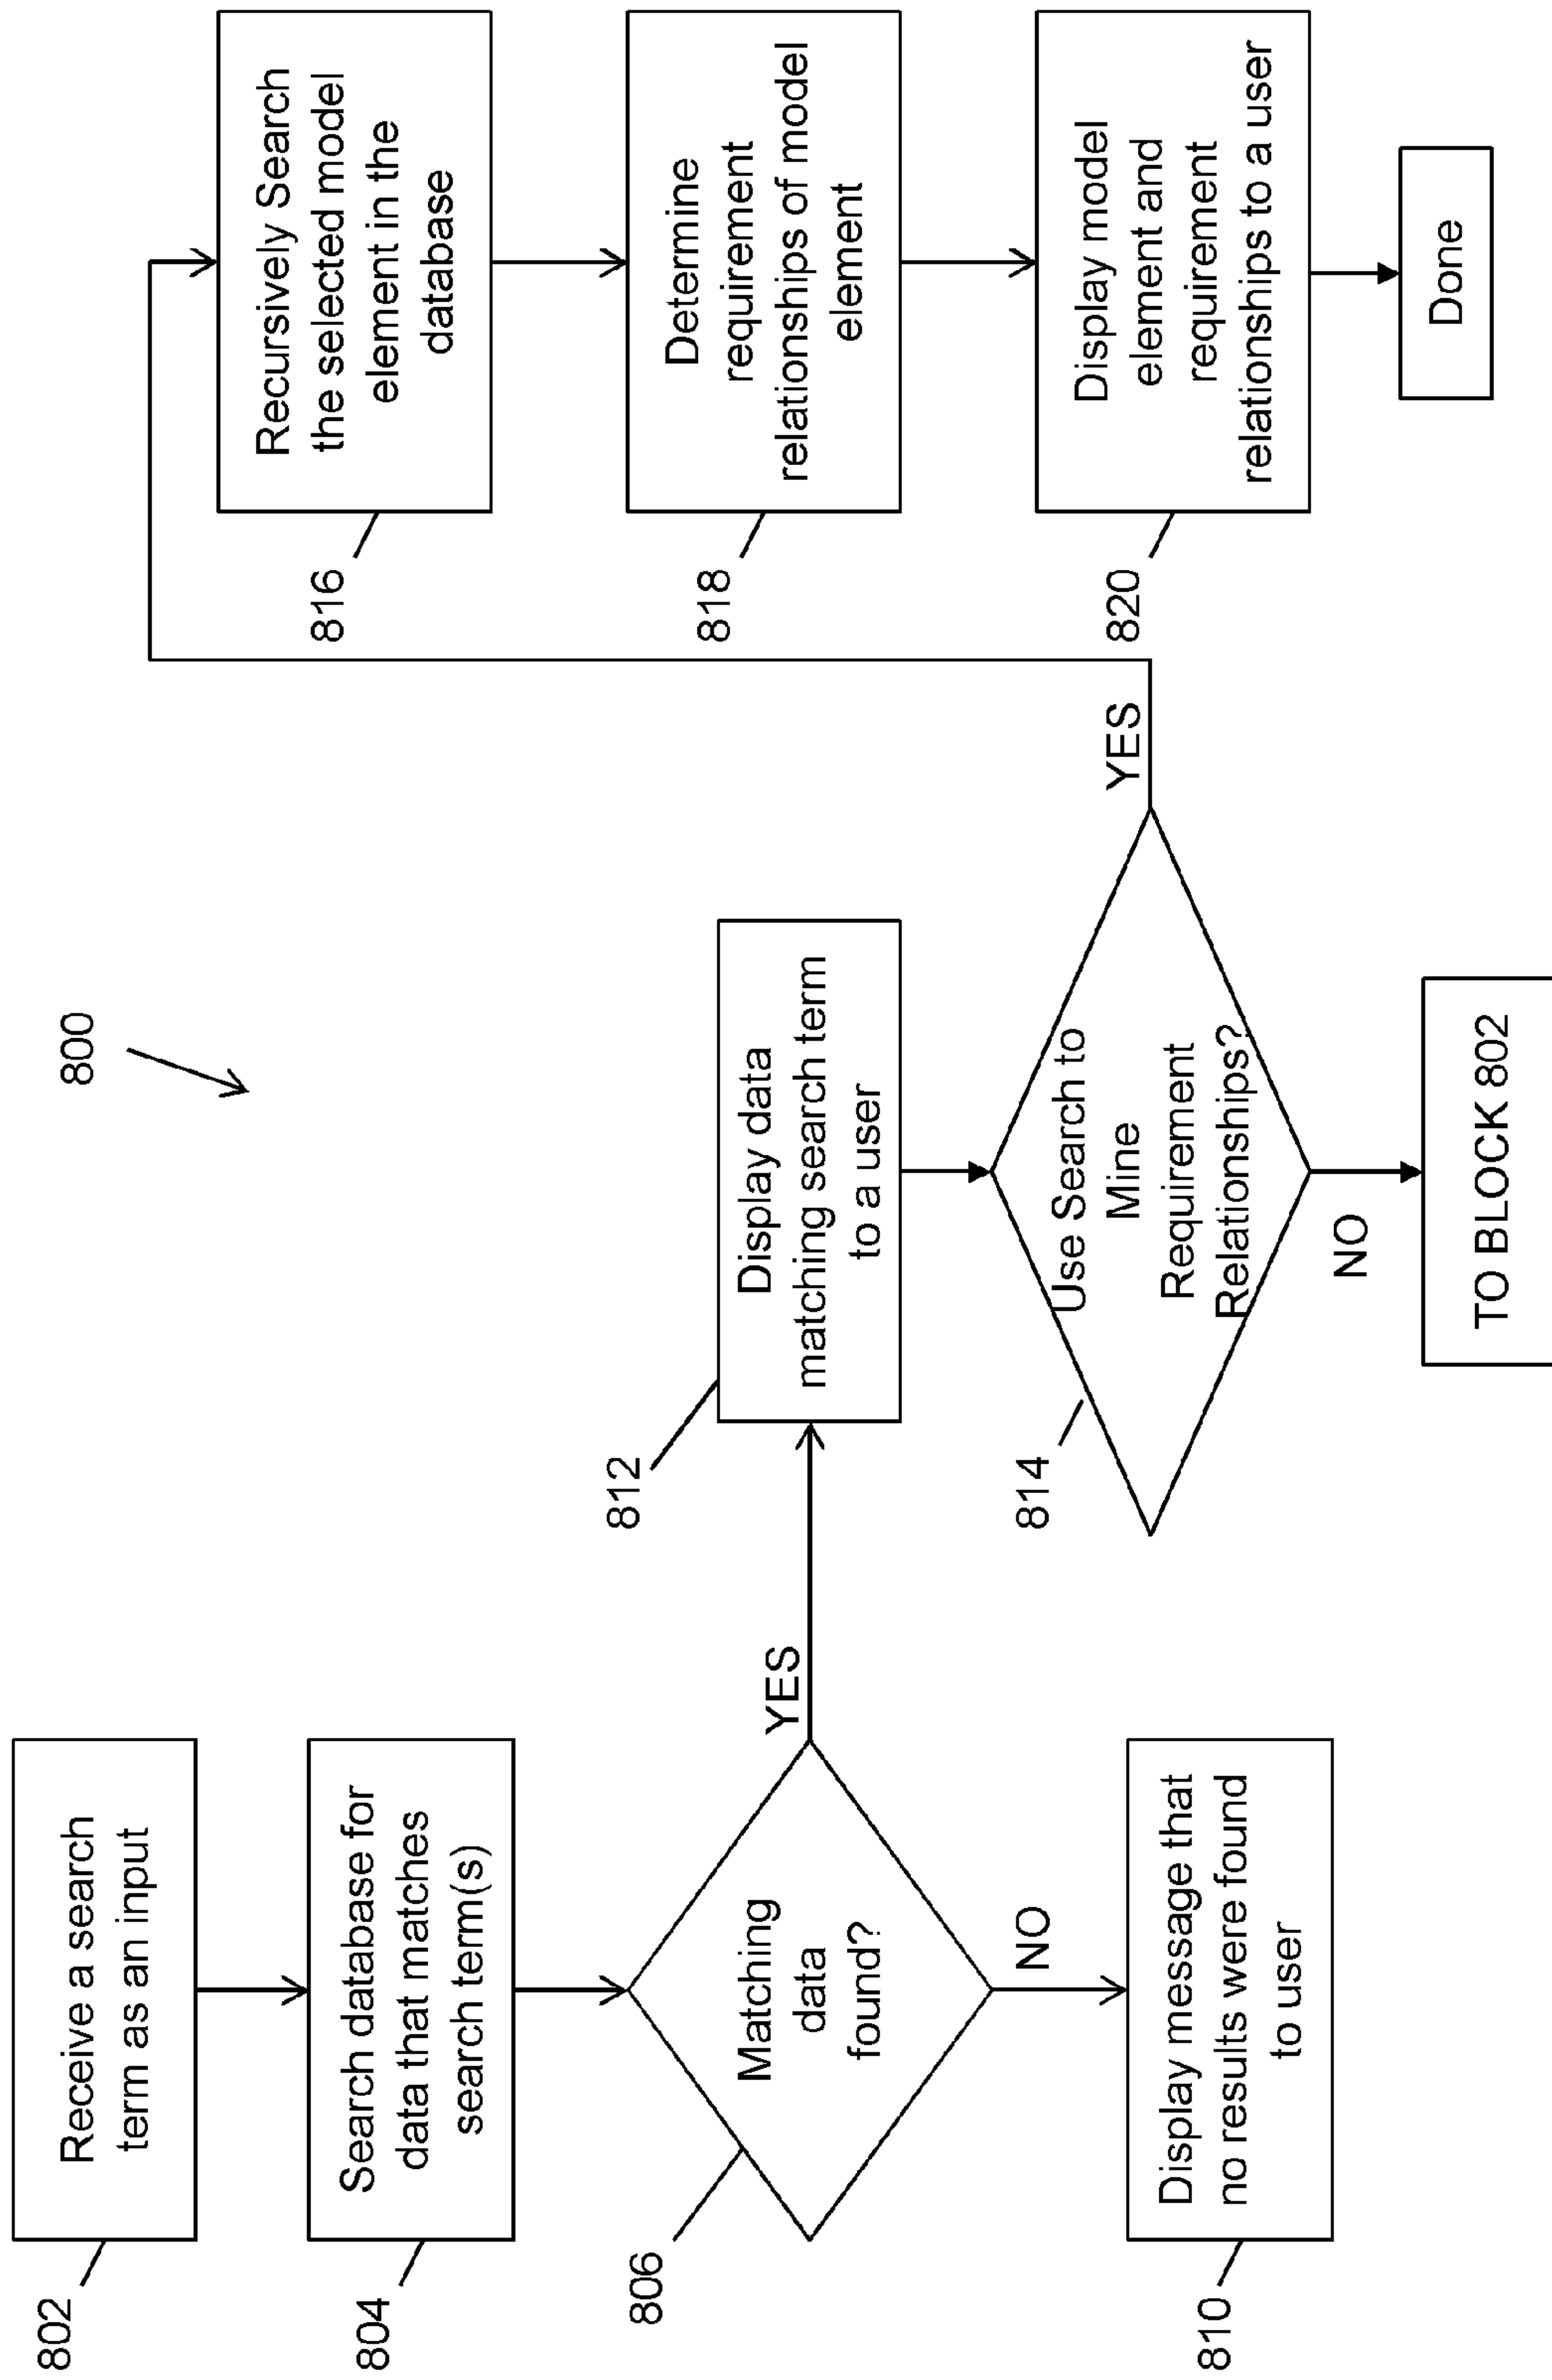 800
802
Receive a search
term as an input
804
Search database for
data that matches
search term(s)
806
Matching
data
found?
YES
NO
810
Display message that
no results were found
to user
812
Display data
matching search term
to a user
814
Use Search to
Mine
Requirement
Relationships?
YES
NO
TO BLOCK 802
816
Recursively Search
the selected model
element in the
database
818
Determine
requirement
relationships of model
element
820
Display model
element and
requirement
relationships to a user
Done